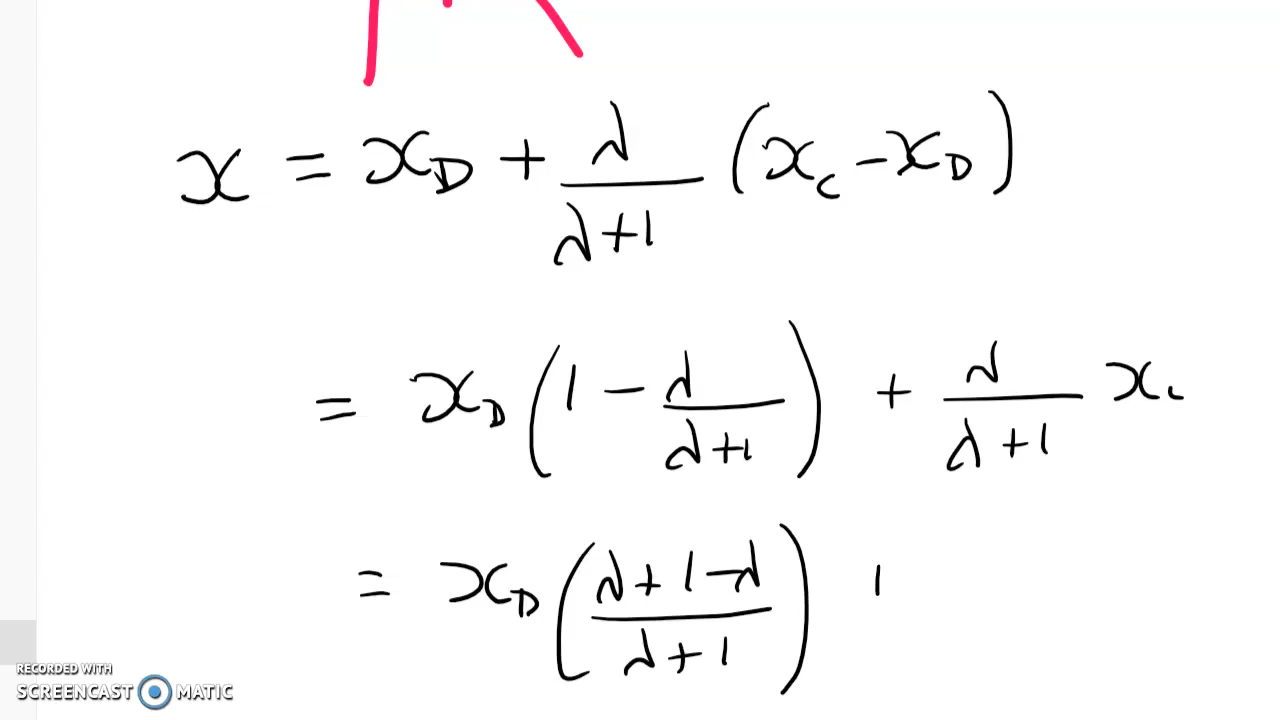 x = x_D + λ/(λ+1) (x_C - x_D)
= x_D (1 - λ/(λ+1)) + λ/(λ+1) x_C
= x_D ((λ+1-λ)/(λ+1)) |
RECORDED WITH
SCREENCAST MATIC